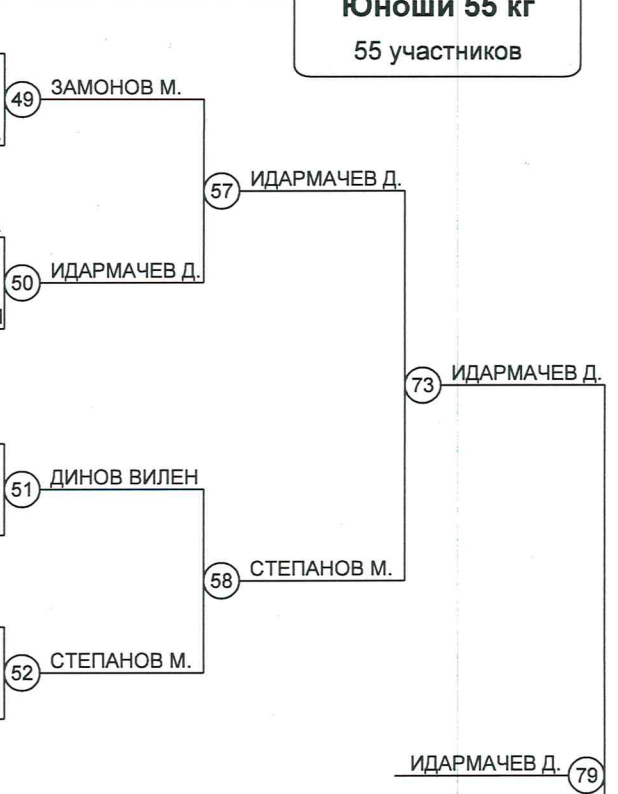 Юноши 55 кг
55 участников
49 ЗАМОНОВ М.
57 ИДАРМАЧЕВ Д.
50 ИДАРМАЧЕВ Д.
73 ИДАРМАЧЕВ Д.
51 ДИНОВ ВИЛЕН
58 СТЕПАНОВ М.
52 СТЕПАНОВ М.
ИДАРМАЧЕВ Д. 79